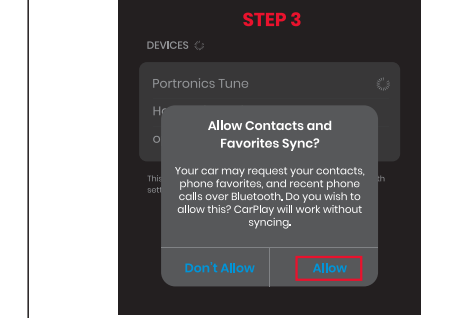 STEP 3
DEVICES
Portronics Tune
Allow Contacts and
Favorites Sync?
Your car may request your contacts,
phone favorites, and recent phone
calls over Bluetooth, Do you wish to
allow this? CarPlay will work without
syncing.
Don't Allow
Allow